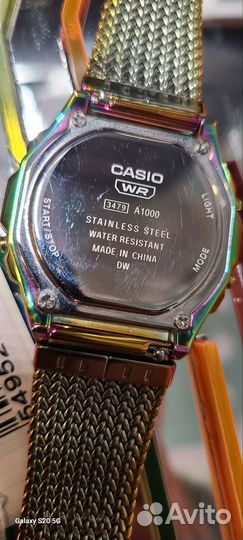 CASIO
WR
3479 A1000
STAINLESS STEEL
WATER RESISTANT
MADE IN CHINA
DW
START/STOP
LIGHT
MODE
54952
Galaxy S20 5G
Avito